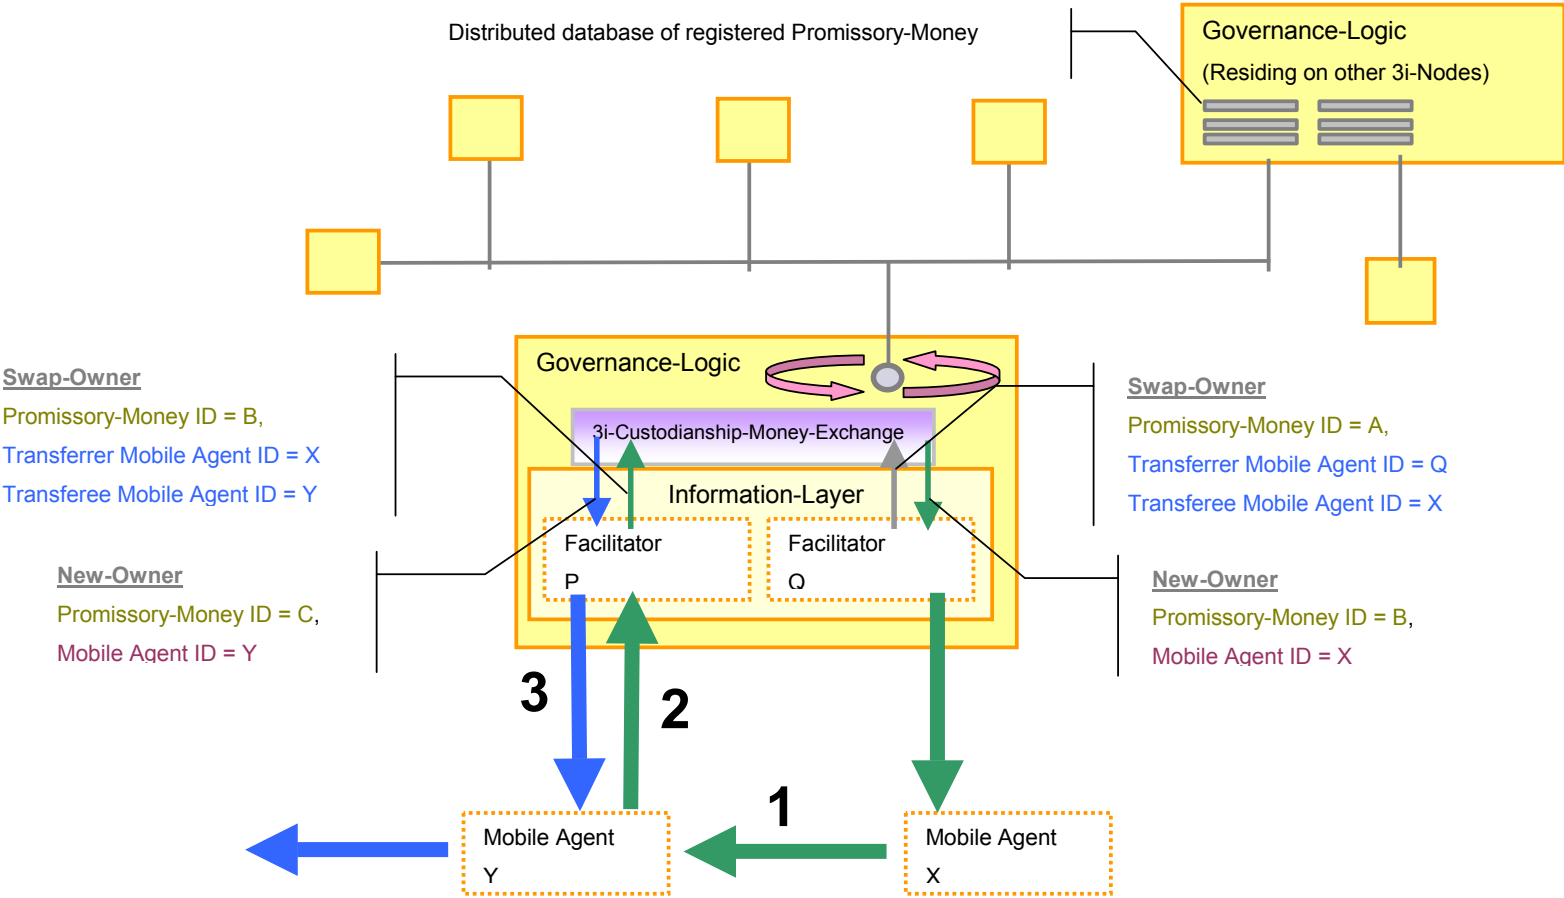 Distributed database of registered Promissory-Money
Governance-Logic
(Residing on other 3i-Nodes)
Governance-Logic
3i-Custodianship-Money-Exchange
Information-Layer
Facilitator
P
Facilitator
Q
Swap-Owner
Promissory-Money ID = B,
Transferrer Mobile Agent ID = X
Transferee Mobile Agent ID = Y
New-Owner
Promissory-Money ID = C,
Mobile Agent ID = Y
Swap-Owner
Promissory-Money ID = A,
Transferrer Mobile Agent ID = Q
Transferee Mobile Agent ID = X
New-Owner
Promissory-Money ID = B,
Mobile Agent ID = X
3
2
1
Mobile Agent
Y
Mobile Agent
X